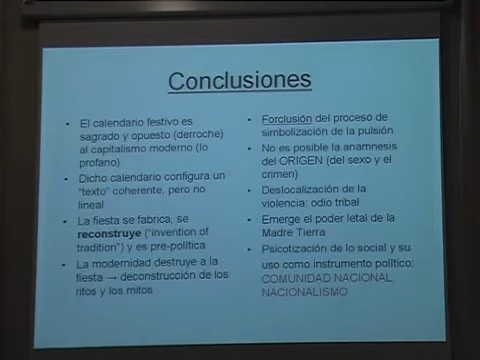 Conclusiones
• El calendario festivo es
sagrado y opuesto (derroche)
al capitalismo moderno (lo
profano)
• Dicho calendario configura un
"texto" coherente, pero no
lineal
• La fiesta se fabrica, se
reconstruye ("invention of
tradition") y es pre-política
• La modernidad destruye a la
fiesta → deconstrucción de los
ritos y los mitos
• Forclusión del proceso de
simbolización de la pulsión
• No es posible la anamnesis
del ORIGEN (del sexo y el
crimen)
• Deslocalización de la
violencia: odio tribal
• Emerge el poder letal de la
Madre Tierra
• Psicotización de lo social y su
uso como instrumento político:
COMUNIDAD NACIONAL,
NACIONALISMO